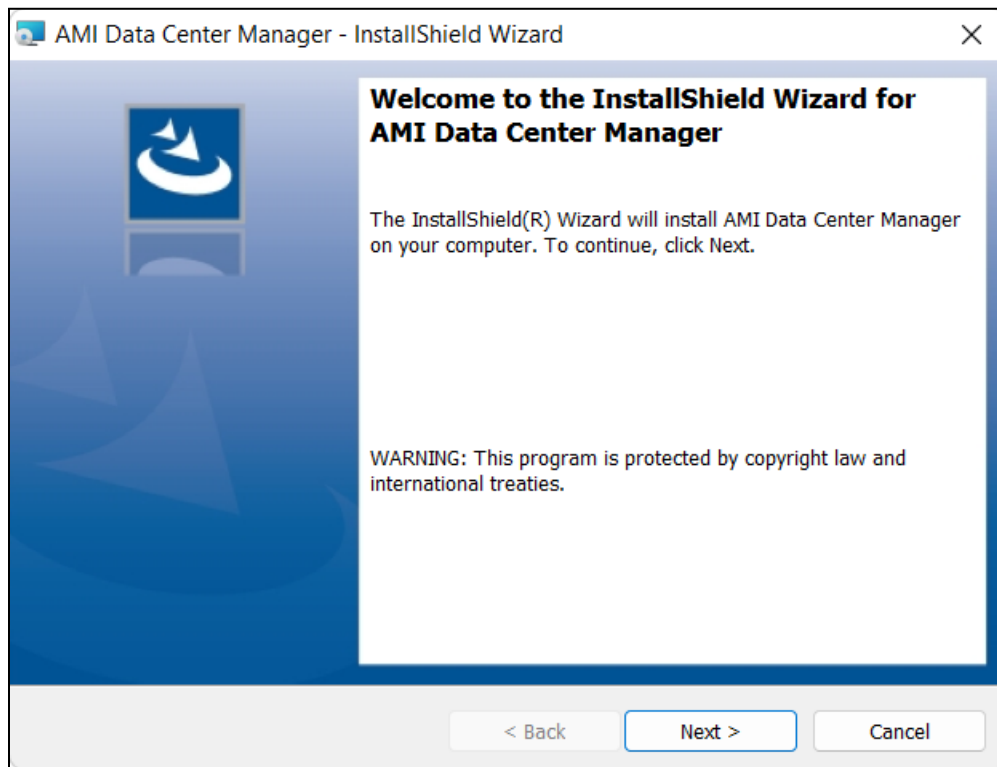 AMI Data Center Manager - InstallShield Wizard
Welcome to the InstallShield Wizard for
AMI Data Center Manager
The InstallShield(R) Wizard will install AMI Data Center Manager
on your computer. To continue, click Next.
WARNING: This program is protected by copyright law and
international treaties.
< Back Next > Cancel